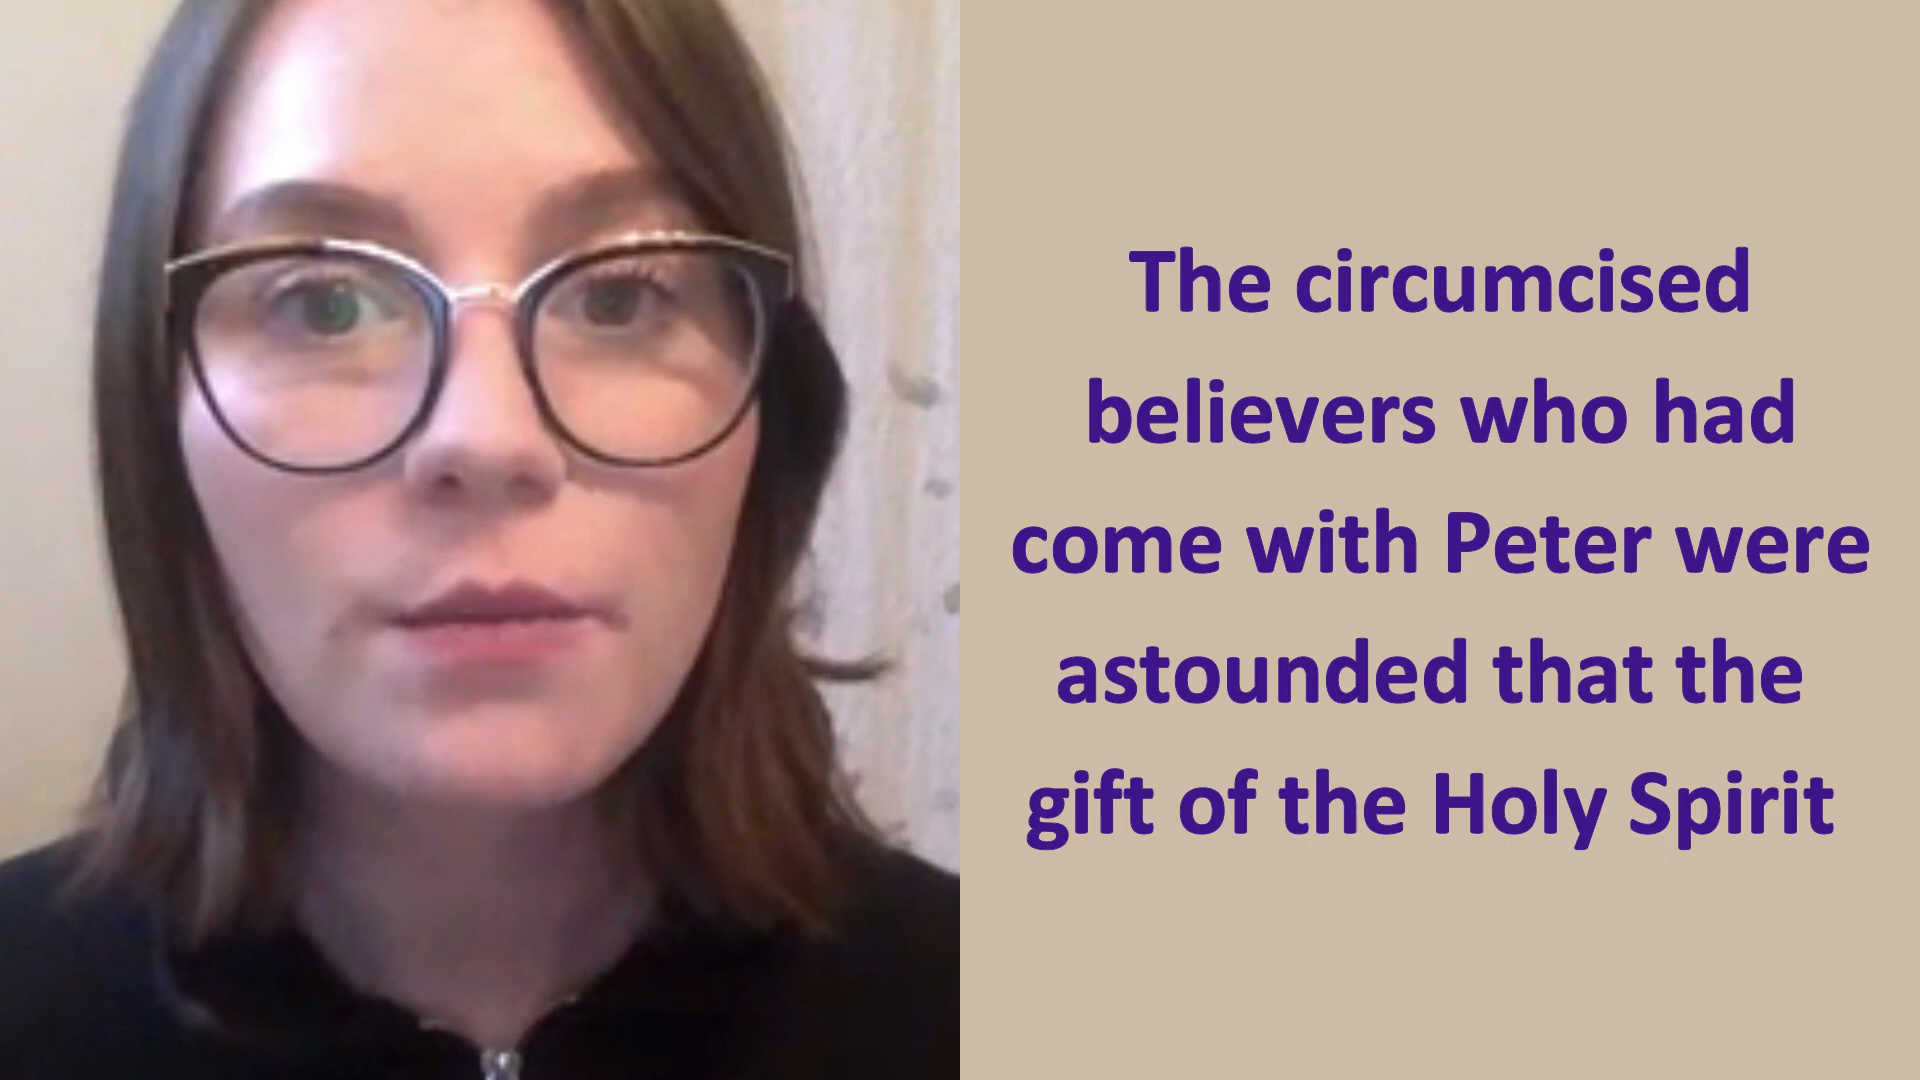 The circumcised
believers who had
come with Peter were
astounded that the
gift of the Holy Spirit